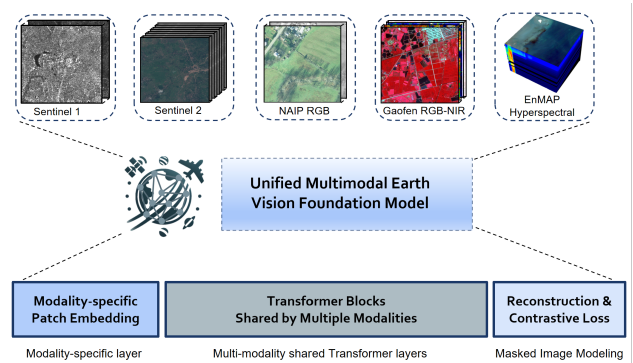 Sentinel 1
Sentinel 2
NAIP RGB
Gaofen RGB-NIR
EnMAP
Hyperspectral
Unified Multimodal Earth
Vision Foundation Model
Modality-specific
Patch Embedding
Transformer Blocks
Shared by Multiple Modalities
Reconstruction &
Contrastive Loss
Modality-specific layer
Multi-modality shared Transformer layers
Masked Image Modeling